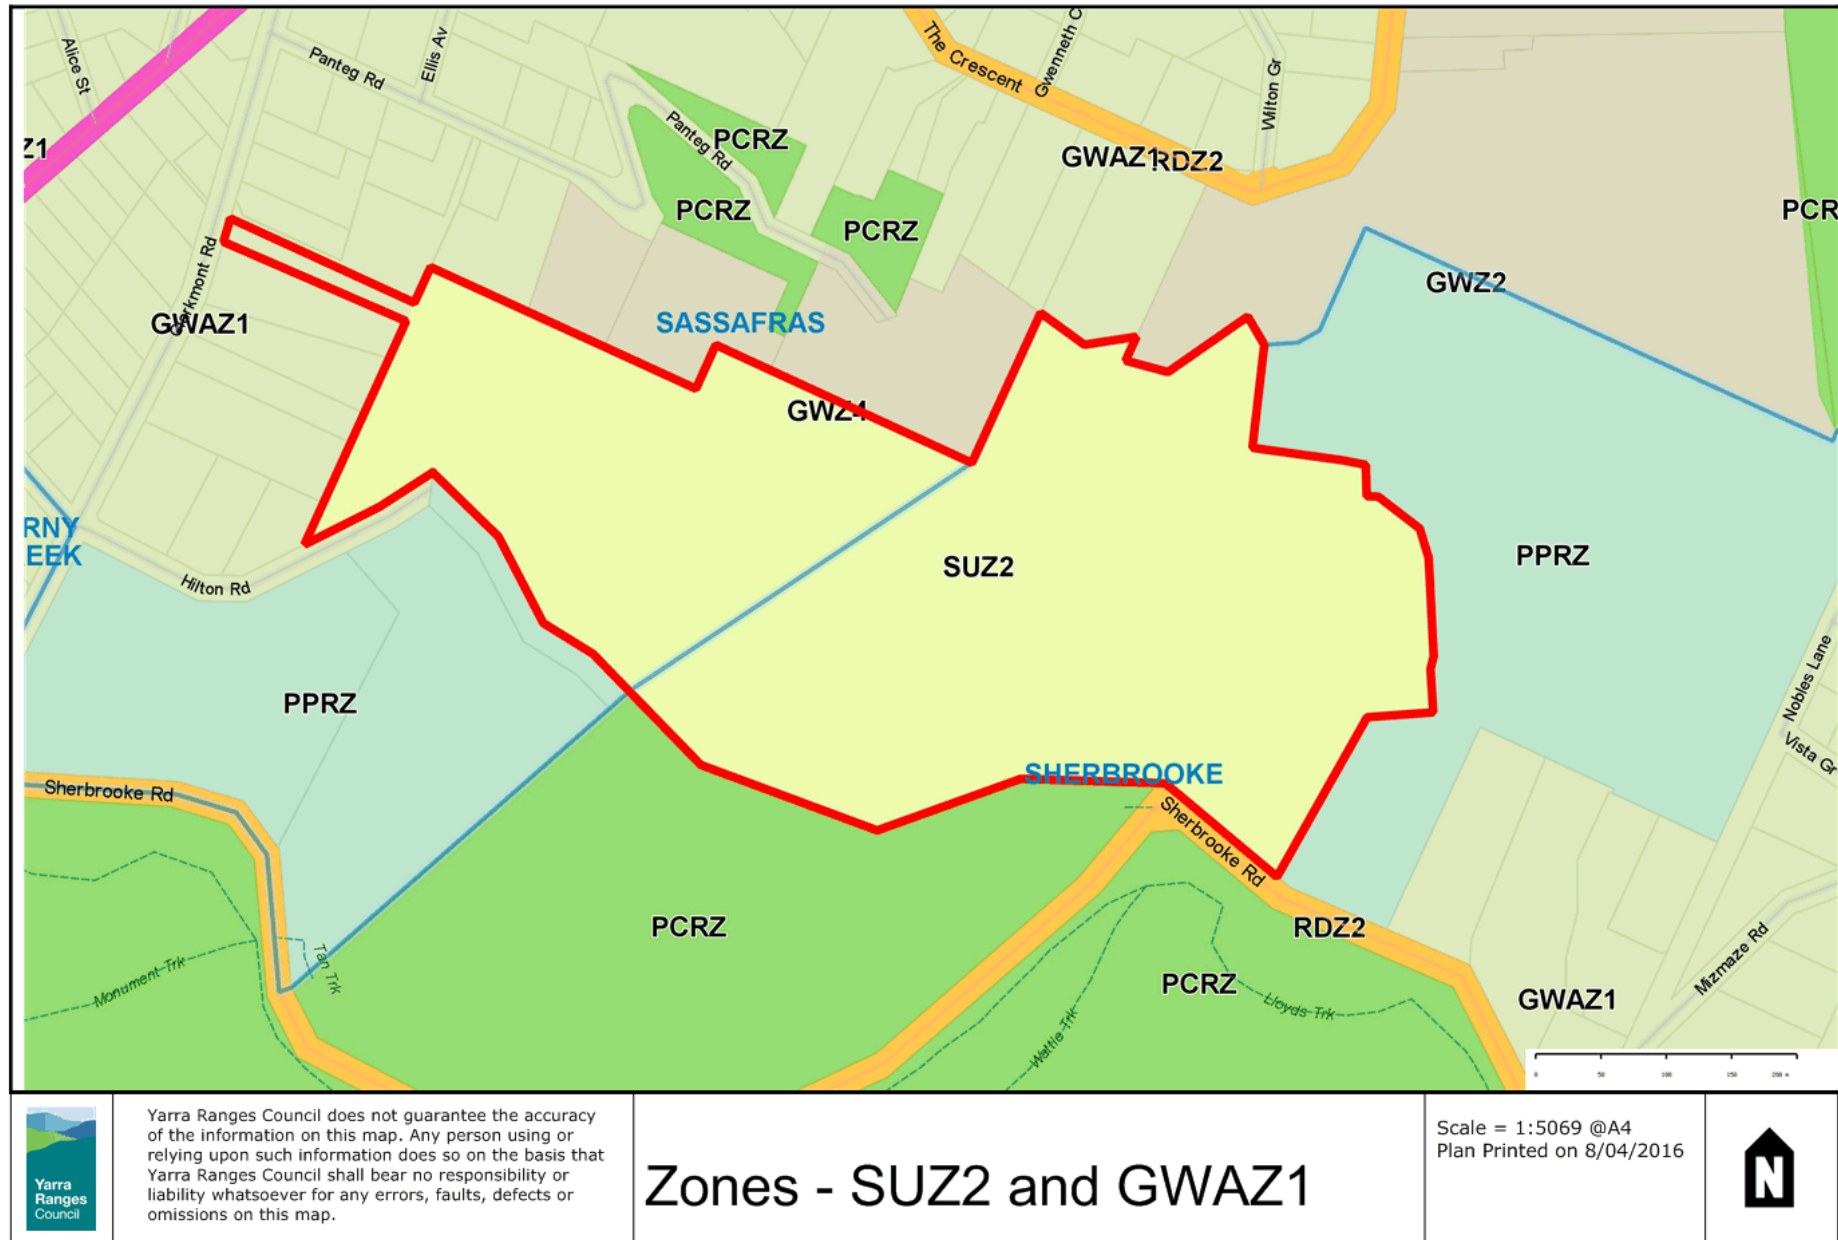 Alice St
Panteg Rd
Ellis Av
The Crescent
Gwenneth C
Wilton Gr
Z1
Panteg Rd
PCRZ
GWAZ1
RDZ2
PCRZ
PCRZ
PCR
GWAZ1
SASSAFRAS
GWZ2
GWZ4
RNY
EEK
Hilton Rd
SUZ2
PPRZ
PPRZ
Nobles Lane
Vista Gr
SHERBROOKE
Sherbrooke Rd
Sherbrooke Rd
PCRZ
RDZ2
Monument Trk
Tan Trk
PCRZ
Lloyds Trk
Wattle Trk
Mizmaze Rd
GWAZ1
0 50 100 150 200 m
Yarra
Ranges
Council
Yarra Ranges Council does not guarantee the accuracy
of the information on this map. Any person using or
relying upon such information does so on the basis that
Yarra Ranges Council shall bear no responsibility or
liability whatsoever for any errors, faults, defects or
omissions on this map.
Zones - SUZ2 and GWAZ1
Scale = 1:5069 @A4
Plan Printed on 8/04/2016
N